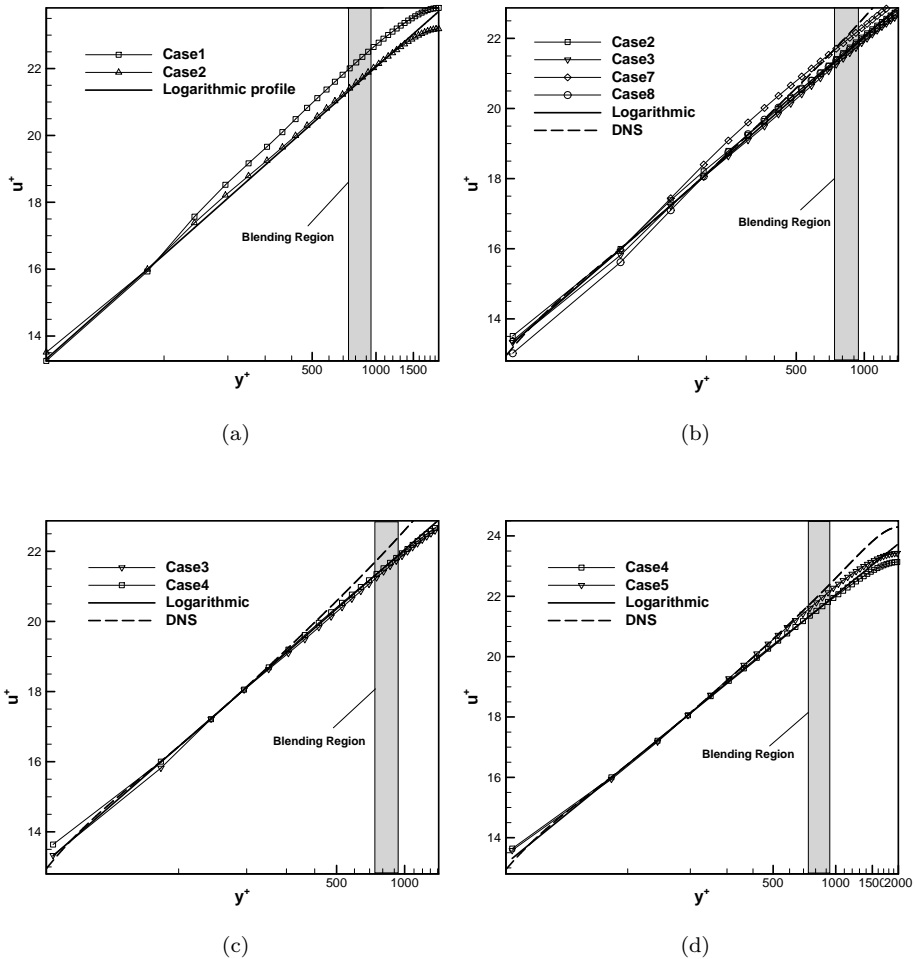 22
20
18
16
14
u+
500
1000
1500
y+
Case1
Case2
Logarithmic profile
Blending Region
(a)
22
20
18
16
14
u+
500
1000
y+
Case2
Case3
Case7
Case8
Logarithmic
DNS
Blending Region
(b)
22
20
18
16
14
u+
500
1000
y+
Case3
Case4
Logarithmic
DNS
Blending Region
(c)
24
22
20
18
16
14
u+
500
1000
1500
2000
y+
Case4
Case5
Logarithmic
DNS
Blending Region
(d)